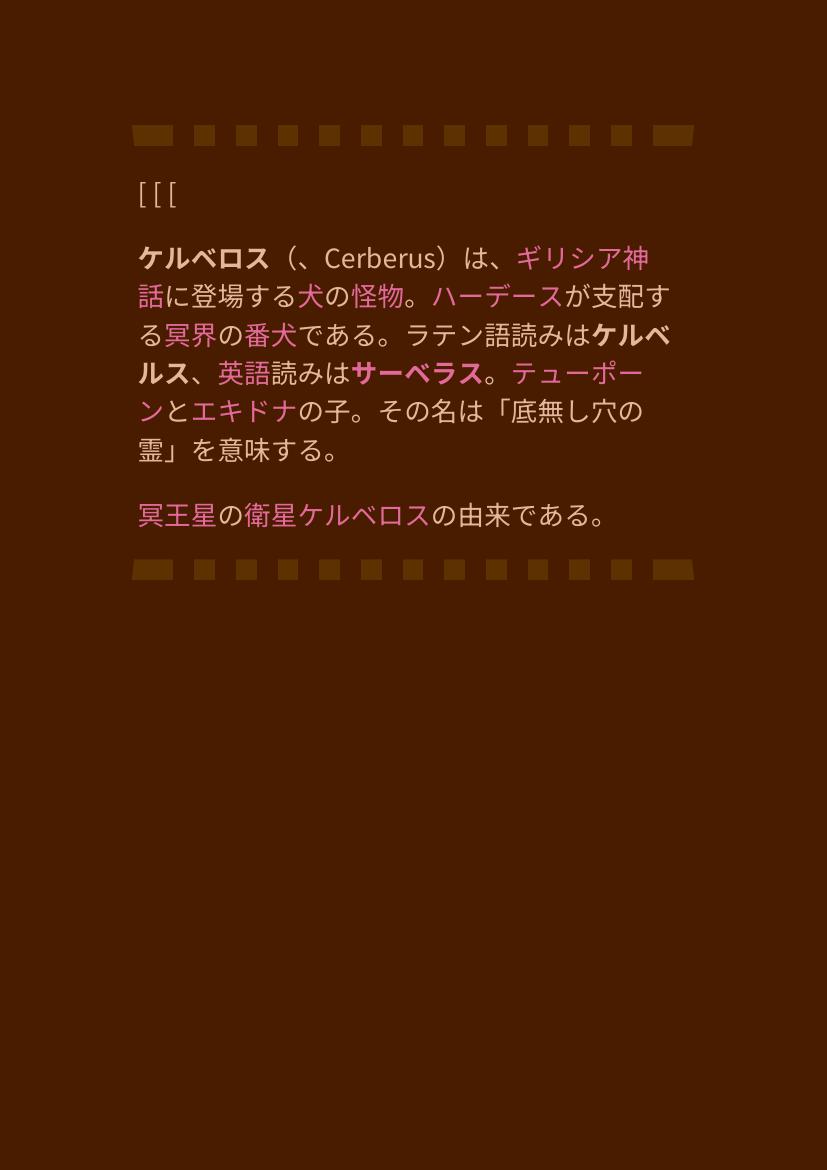 [ [ [
ケルベロス（、Cerberus）は、ギリシア神
話に登場する犬の怪物。ハーデースが支配す
る冥界の番犬である。ラテン語読みはケルベ
ルス、英語読みはサーベラス。テューポー
ンとエキドナの子。その名は「底無し穴の
霊」を意味する。
冥王星の衛星ケルベロスの由来である。